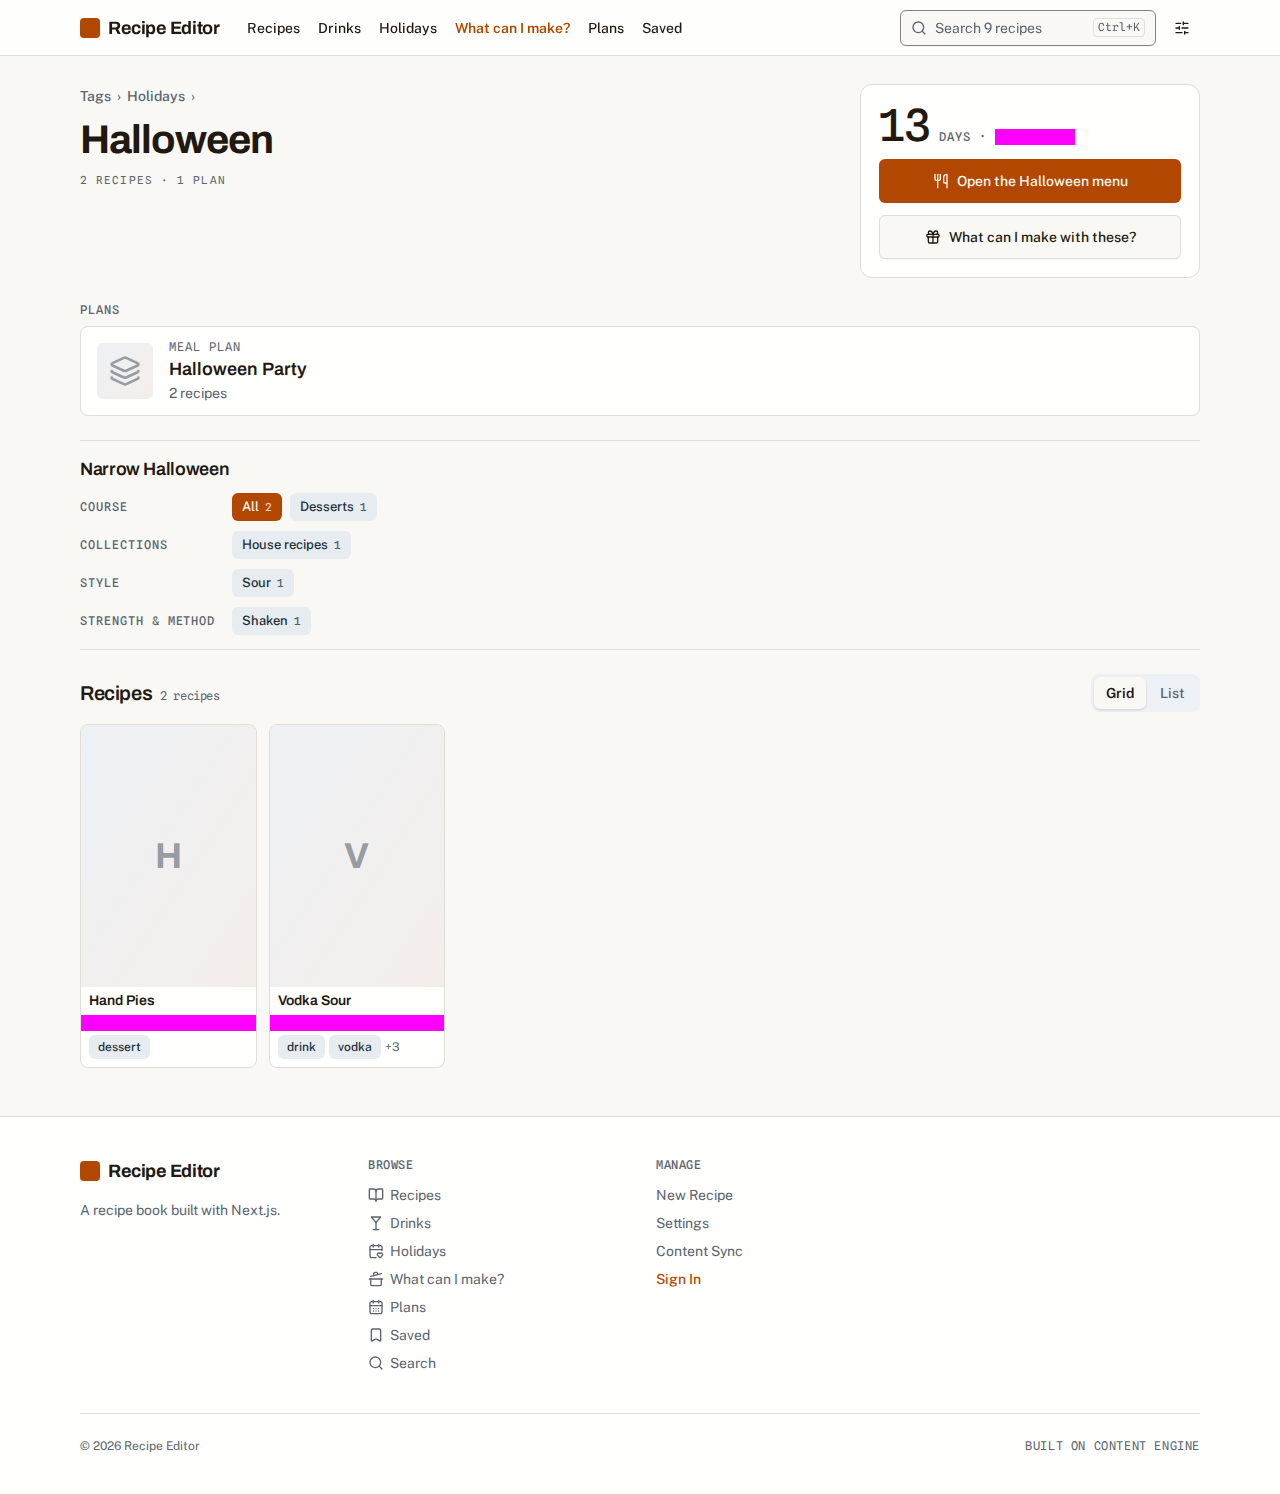 Recipe Editor Recipes Drinks Holidays What can I make? Plans Saved Search 9 recipes Ctrl+K
Tags › Holidays ›
Halloween
2 RECIPES · 1 PLAN
13 DAYS ·
Open the Halloween menu
What can I make with these?
PLANS
MEAL PLAN
Halloween Party
2 recipes
Narrow Halloween
COURSE All 2 Desserts 1
COLLECTIONS House recipes 1
STYLE Sour 1
STRENGTH & METHOD Shaken 1
Recipes 2 recipes Grid List
H V
Hand Pies Vodka Sour
dessert drink vodka +3
Recipe Editor
A recipe book built with Next.js.
BROWSE
Recipes
Drinks
Holidays
What can I make?
Plans
Saved
Search
MANAGE
New Recipe
Settings
Content Sync
Sign In
© 2026 Recipe Editor BUILT ON CONTENT ENGINE